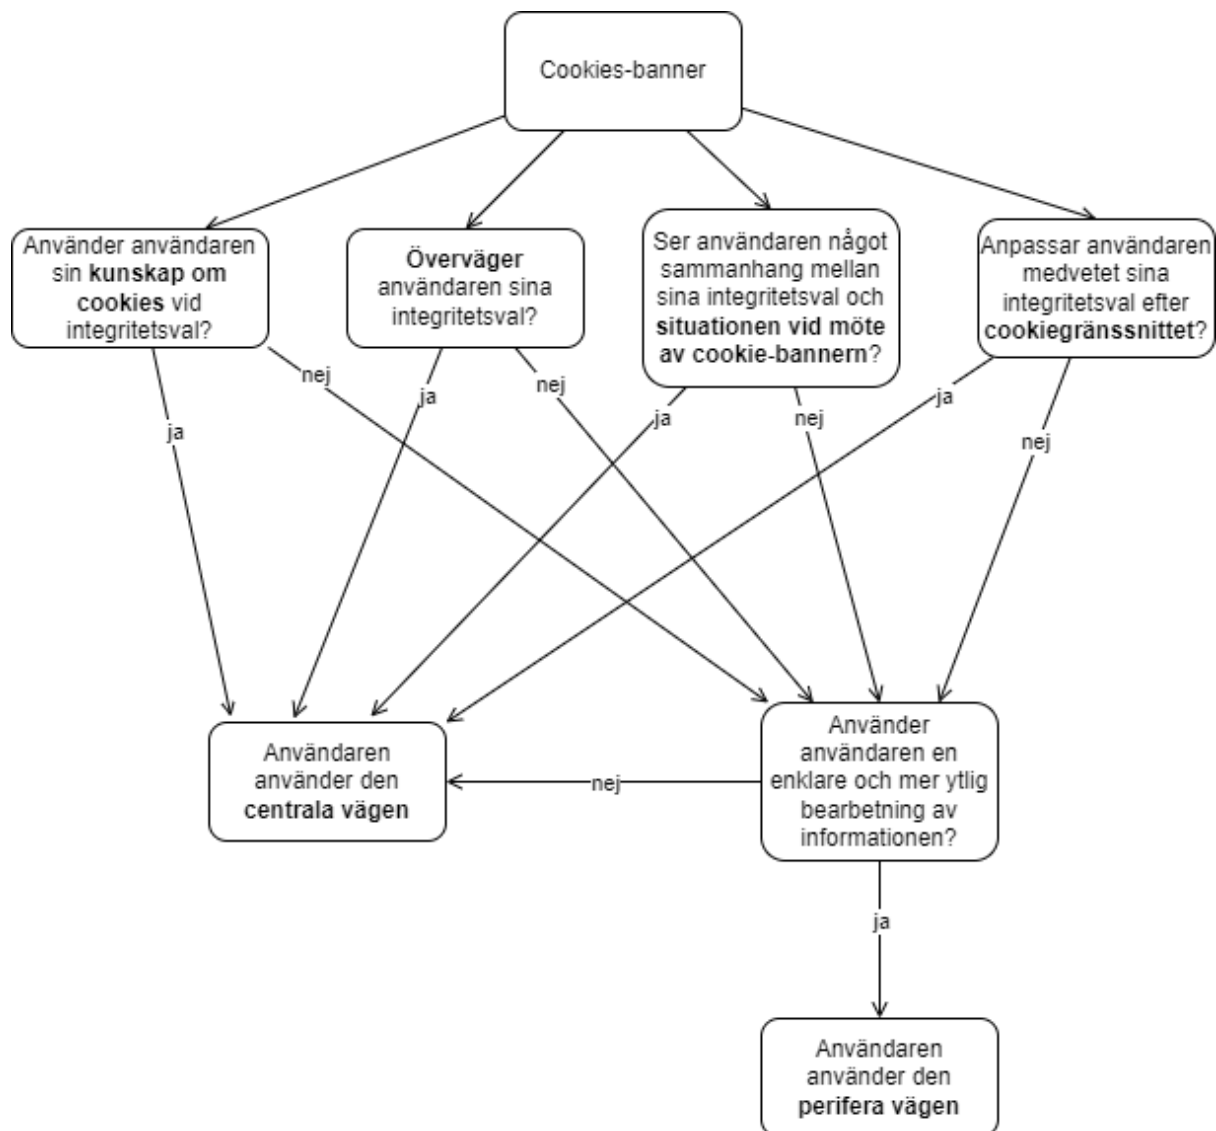 Cookies-banner
Använder användaren
sin kunskap om
cookies vid
integritetsval?
Överväger
användaren sina
integritetsval?
Ser användaren något
sammanhang mellan
sina integritetsval och
situationen vid möte
av cookie-bannern?
Anpassar användaren
medvetet sina
integritetsval efter
cookiegränssnittet?
ja
nej
ja
nej
ja
nej
ja
nej
Användaren
använder den
centrala vägen
nej
Använder
användaren en
enklare och mer ytlig
bearbetning av
informationen?
ja
Användaren
använder den
perifera vägen